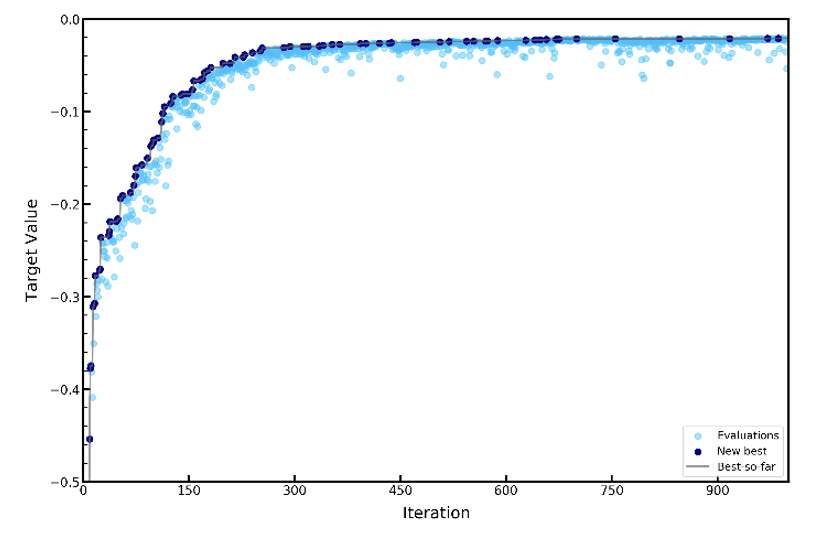 0.0
−0.1
−0.2
−0.3
−0.4
−0.5
Target Value
0 150 300 450 600 750 900
Iteration
Evaluations
New best
Best-so-far